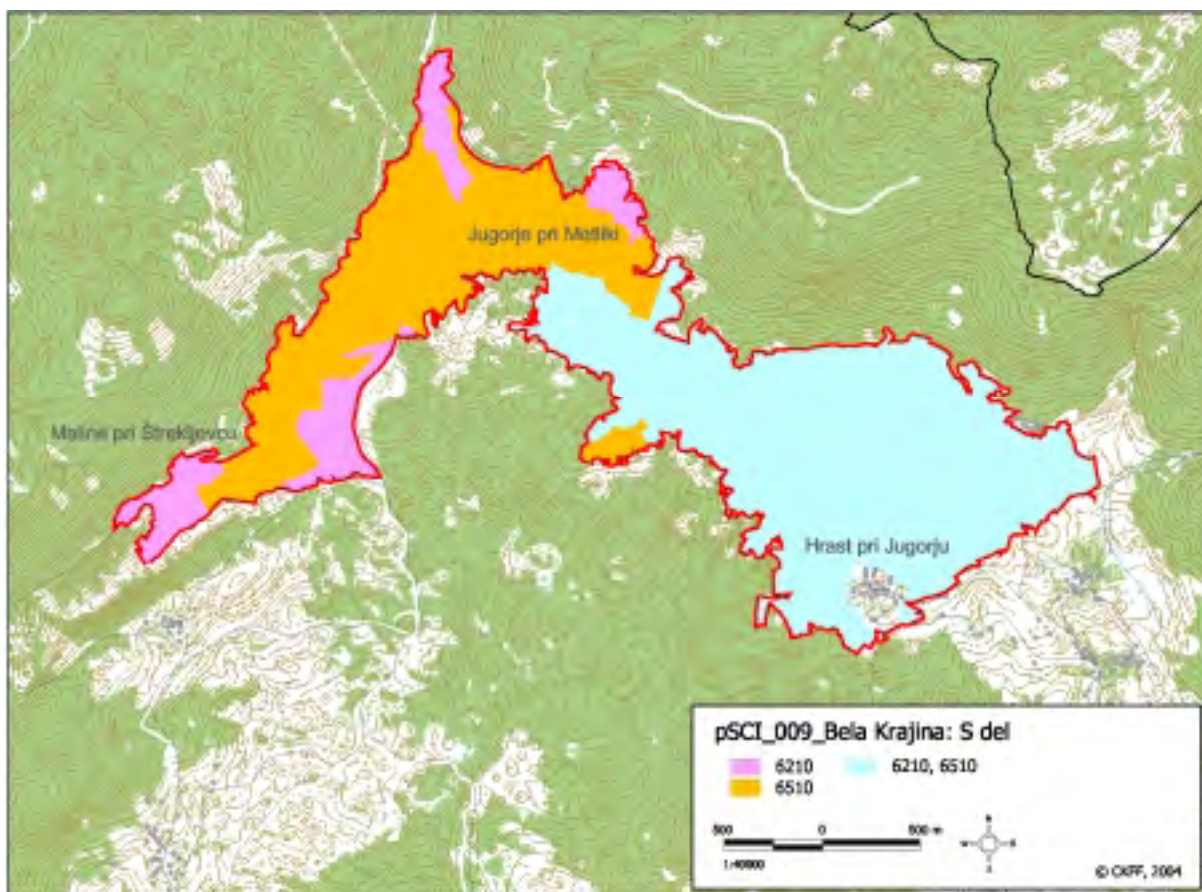 Jugorje pri Metliki
Maline pri Štrekljevcu
Hrast pri Jugorju
pSCI_009_Bela Krajina: S del
6210
6210, 6510
6510
500 0 500 m
1:40000
N
W
S
© CKFF, 2004